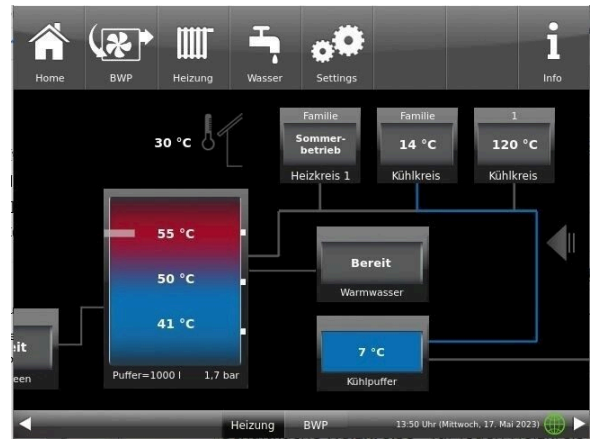 Home
BWP
Heizung
Wasser
Settings
Info
30 °C
Familie
Sommer-
betrieb
Heizkreis 1
Familie
14 °C
Kühlkreis
1
120 °C
Kühlkreis
55 °C
50 °C
41 °C
Puffer=1000 l 1,7 bar
Bereit
Warmwasser
7 °C
Kühlpuffer
it
een
Heizung BWP 13:50 Uhr (Mittwoch, 17. Mai 2023)